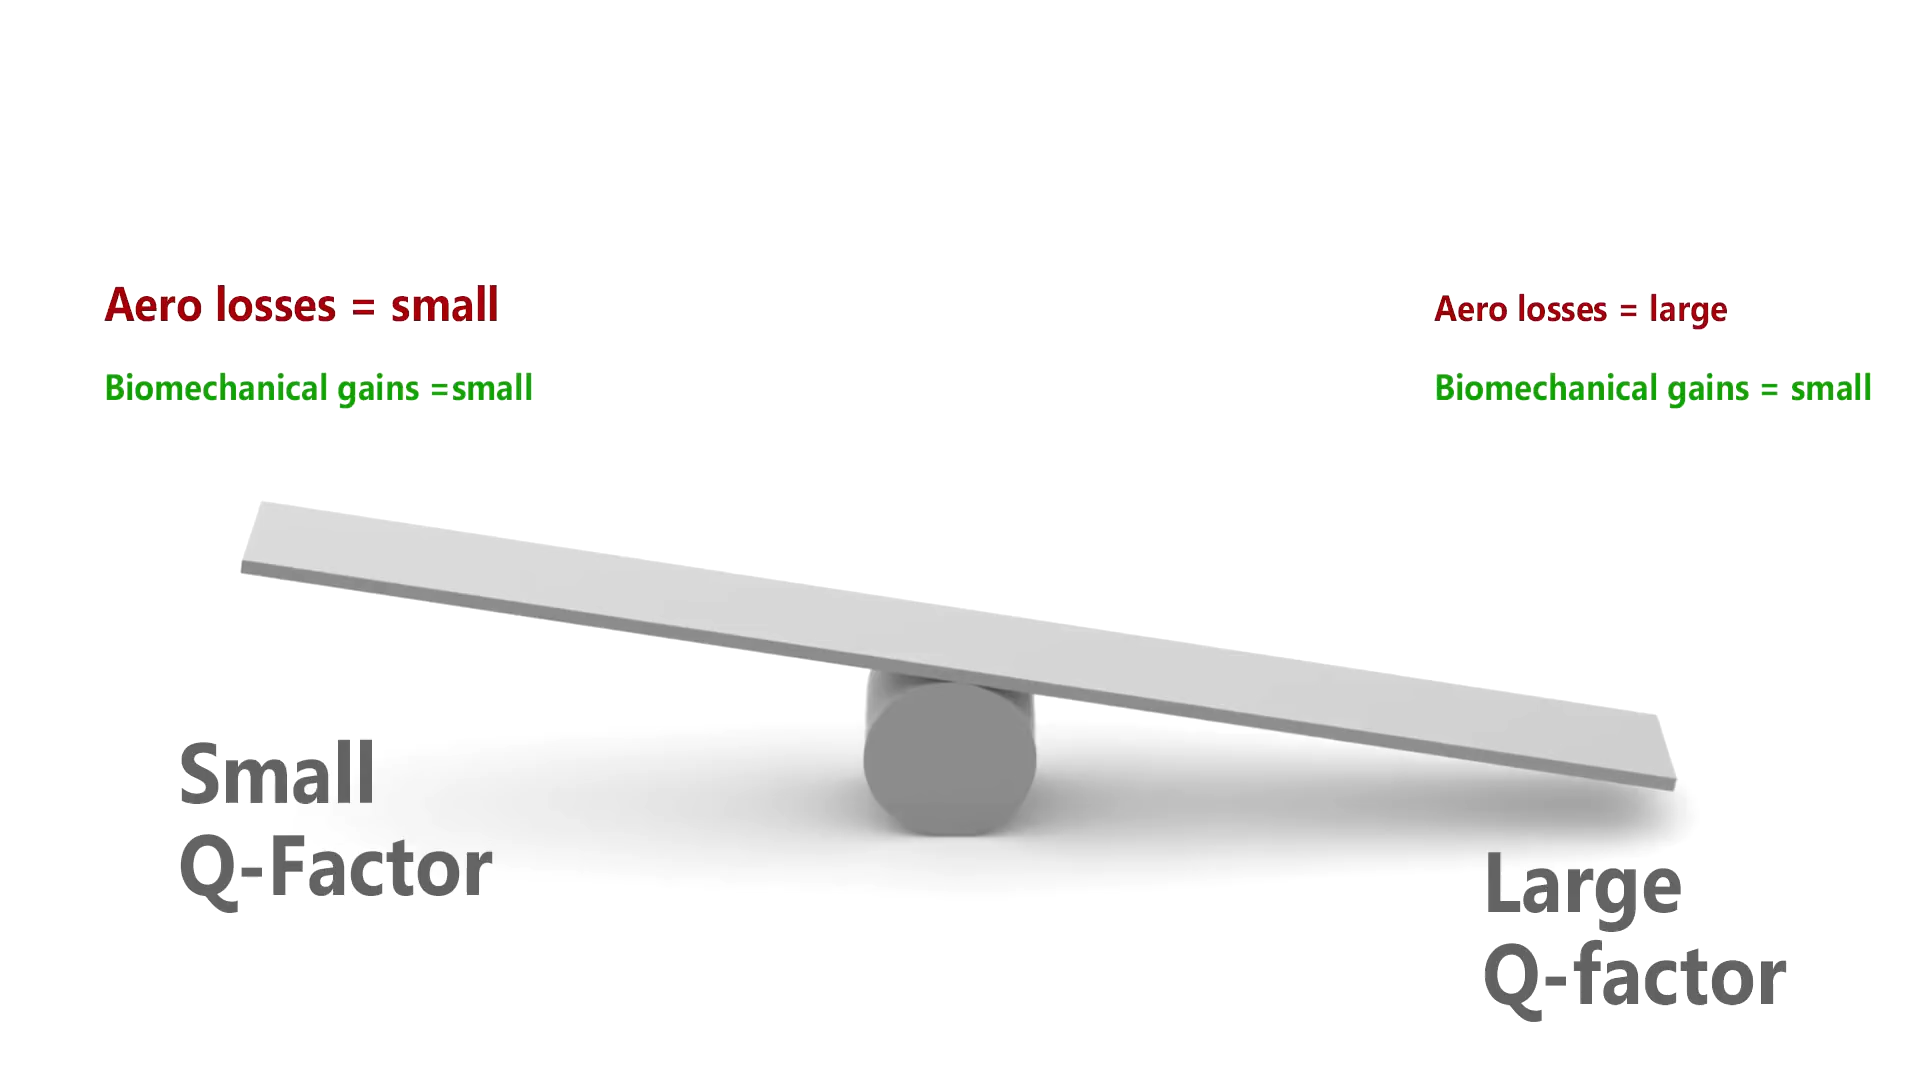 Aero losses = small
Biomechanical gains =small
Aero losses = large
Biomechanical gains = small
Small
Q-Factor
Large
Q-factor